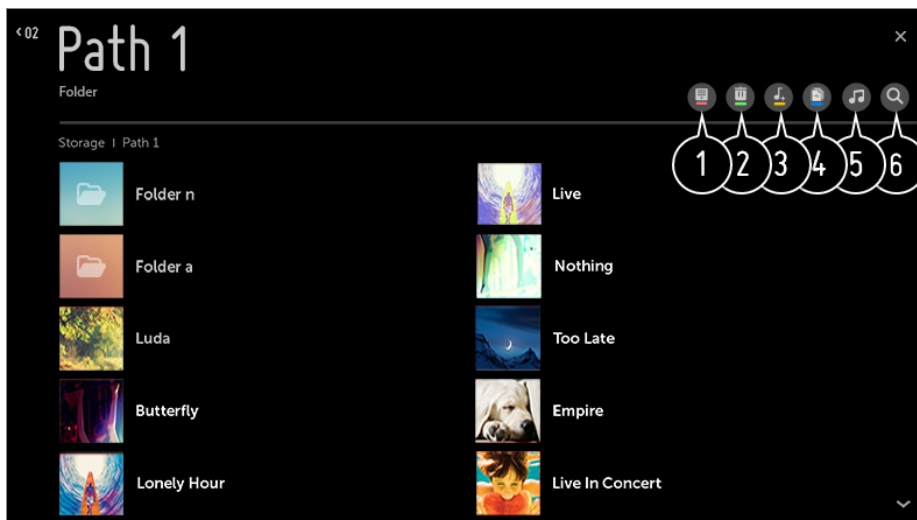 ‹02
Path 1
Folder
Storage I Path 1
1 2 3 4 5 6
Folder n
Live
Folder a
Nothing
Luda
Too Late
Butterfly
Empire
Lonely Hour
Live In Concert